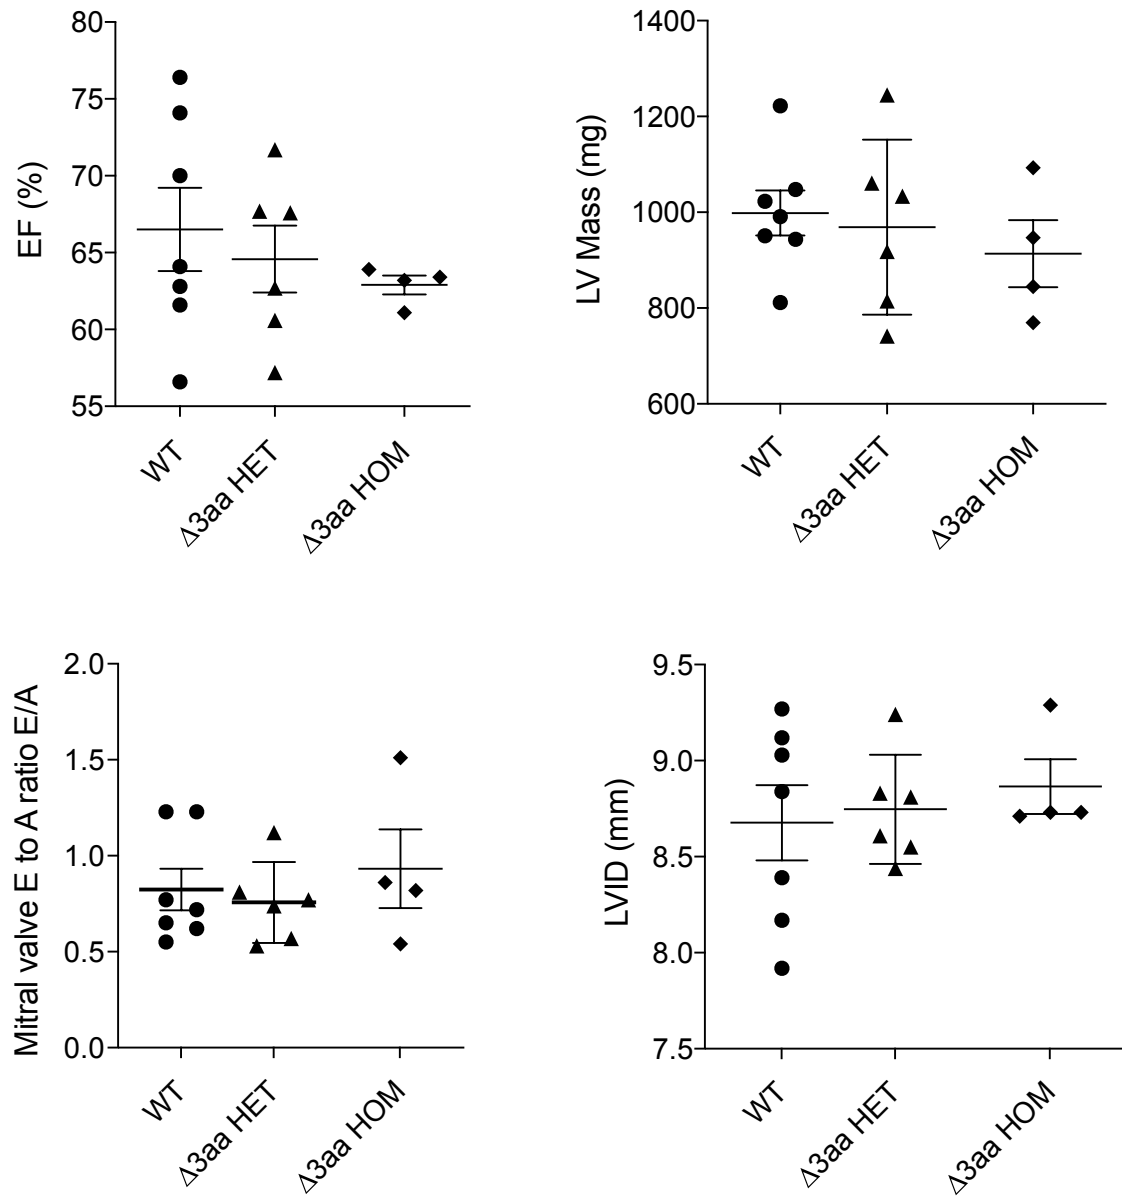 80
75
70
65
60
55
EF (%)
WT
Δ3aa HET
Δ3aa HOM
1400
1200
1000
800
600
LV Mass (mg)
WT
Δ3aa HET
Δ3aa HOM
2.0
1.5
1.0
0.5
0.0
Mitral valve E to A ratio E/A
WT
Δ3aa HET
Δ3aa HOM
9.5
9.0
8.5
8.0
7.5
LVID (mm)
WT
Δ3aa HET
Δ3aa HOM